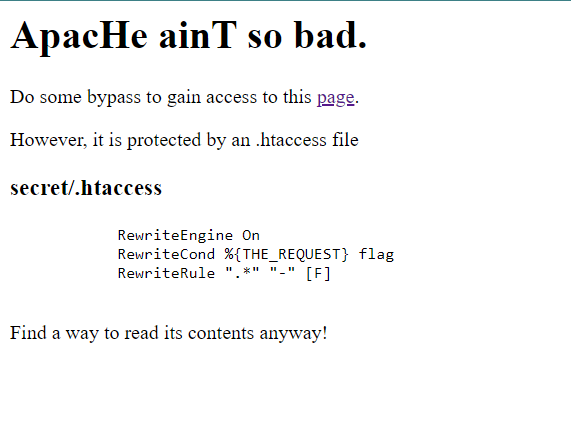 ApacHe ainT so bad.
Do some bypass to gain access to this page.
However, it is protected by an .htaccess file
secret/.htaccess
RewriteEngine On
RewriteCond %{THE_REQUEST} flag
RewriteRule ".*" "-" [F]
Find a way to read its contents anyway!